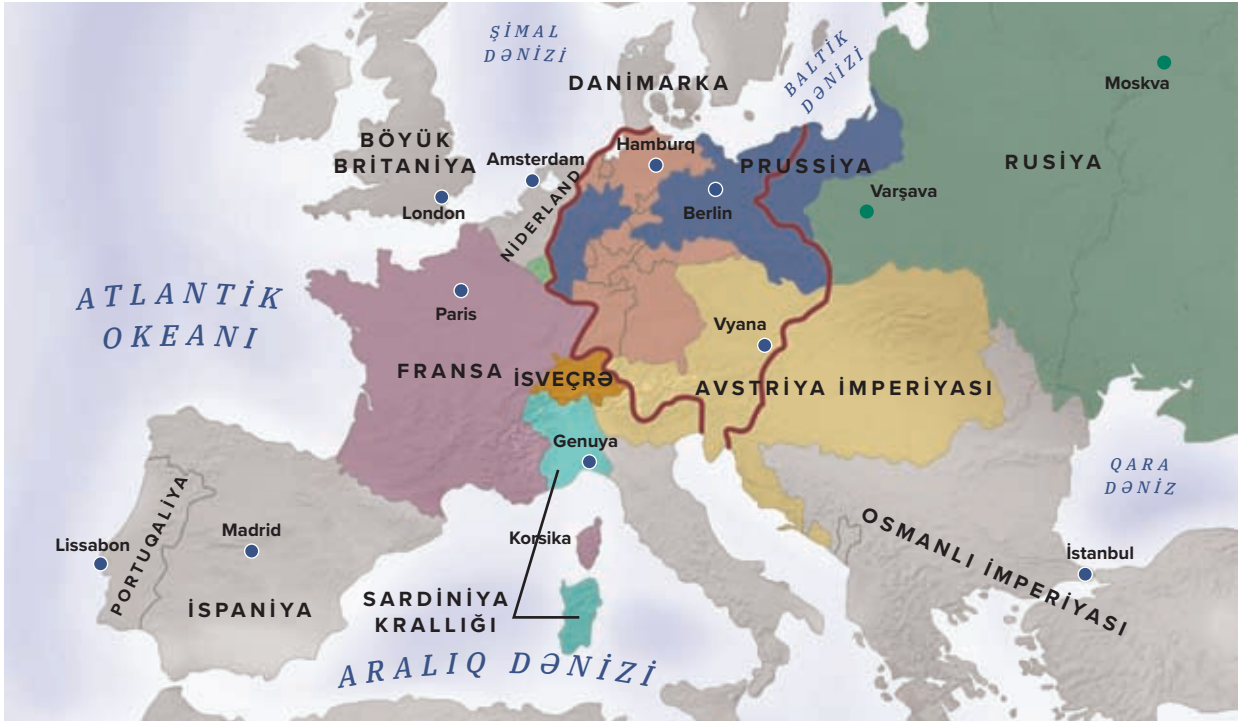 ŞİMAL
DƏNİZİ
BALTİK
DƏNİZİ
DANİMARKA
Moskva
BÖYÜK
BRİTANİYA
Amsterdam
Hamburq
PRUSSİYA
RUSİYA
London
NİDERLAND
Berlin
Varşava
ATLANTİK
OKEANI
Paris
Vyana
FRANSA
İSVEÇRƏ
AVSTRİYA İMPERİYASI
Genuya
QARA
DƏNİZ
PORTUQALİYA
Madrid
Lissabon
Korsika
OSMANLI İMPERİYASI
İstanbul
İSPANİYA
SARDİNİYA
KRALLIĞI
ARALIQ DƏNİZİ